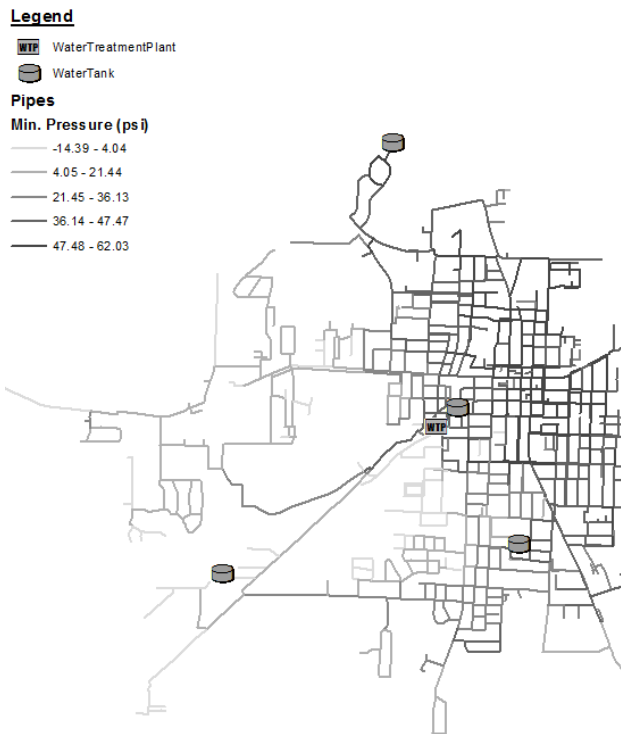 Legend
WTP WaterTreatmentPlant
WaterTank
Pipes
Min. Pressure (psi)
-14.39 - 4.04
4.05 - 21.44
21.45 - 36.13
36.14 - 47.47
47.48 - 62.03
WTP